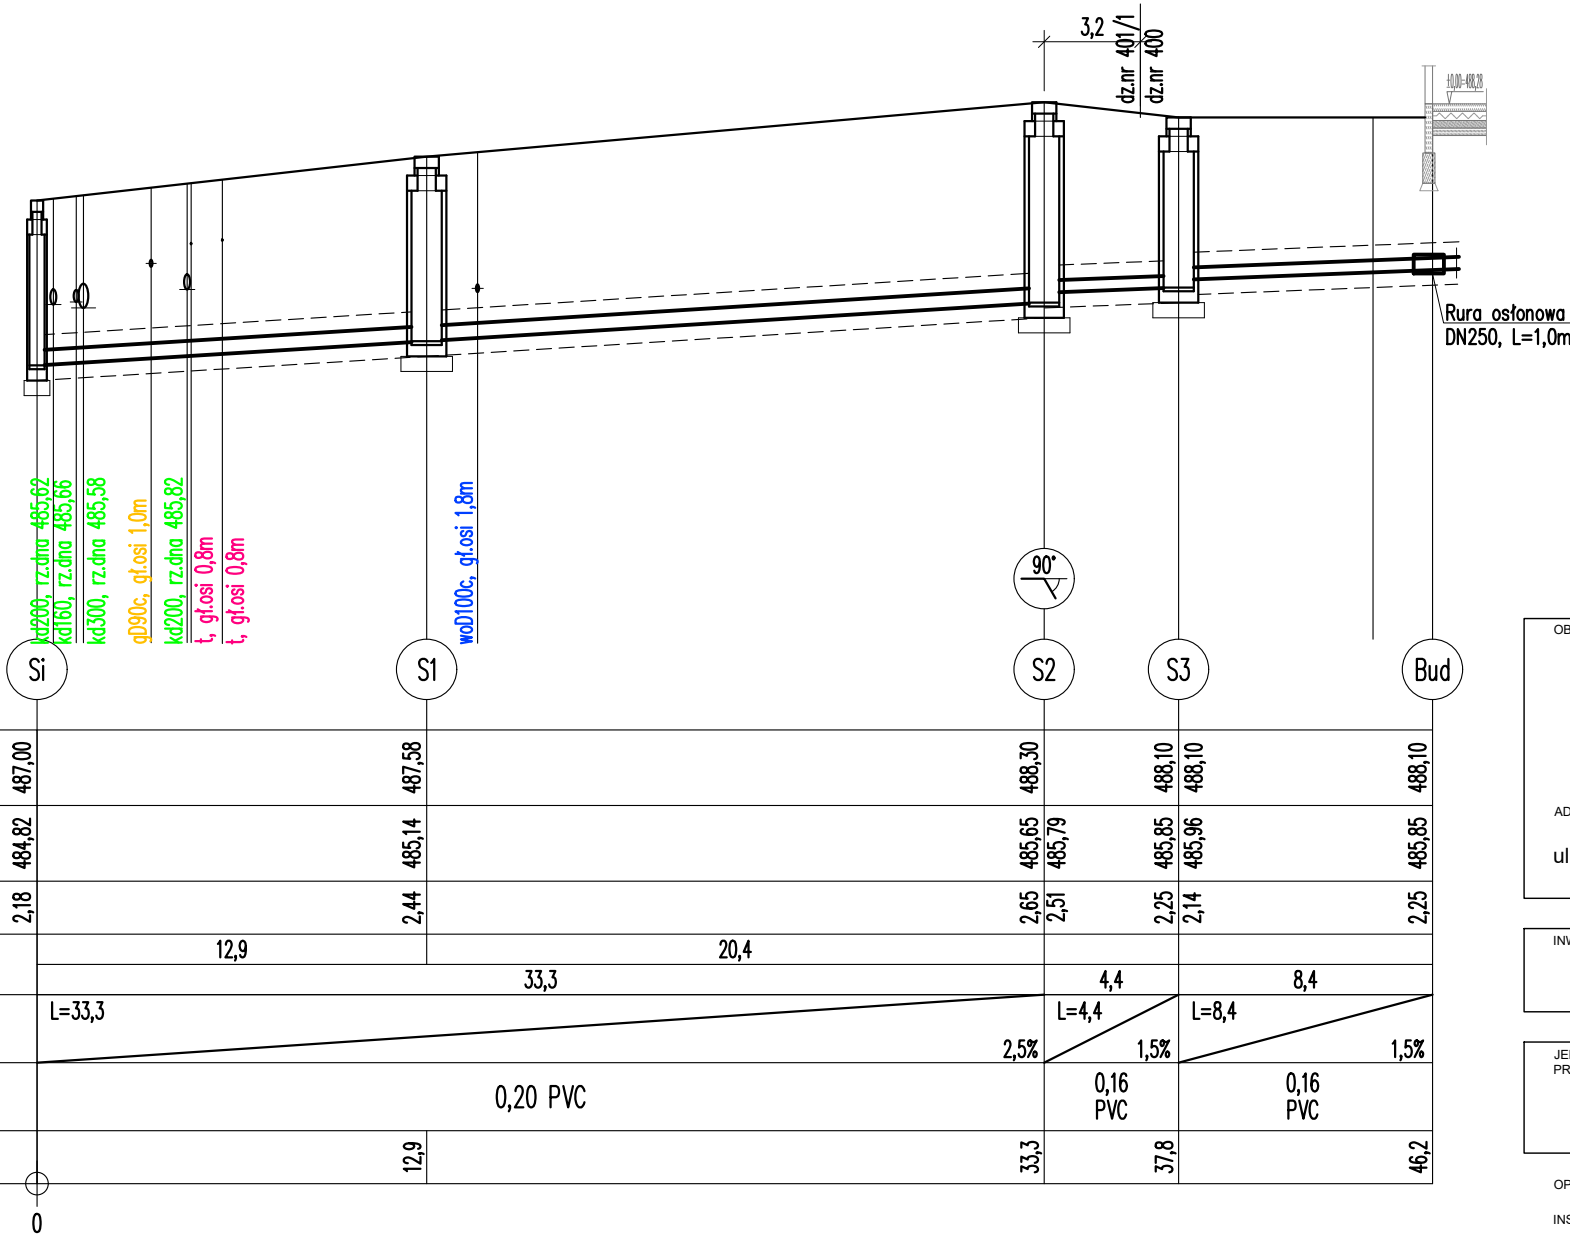 3,2
dz.nr 401/1
dz.nr 400
±0,00=488,28
Rura osłonowa
DN250, L=1,0m
kd200, rz.dna 485,62
kd160, rz.dna 485,66
kd300, rz.dna 485,58
gD90c, gł.osi 1,0m
kd200, rz.dna 485,82
t, gł.osi 0,8m
t, gł.osi 0,8m
woD100c, gł.osi 1,8m
90°
Si
S1
S2
S3
Bud
487,00
487,58
488,30
488,10
488,10
488,10
484,82
485,14
485,65
485,79
485,85
485,96
485,85
2,18
2,44
2,65
2,51
2,25
2,14
2,25
12,9
20,4
33,3
4,4
8,4
L=33,3
2,5%
L=4,4
1,5%
L=8,4
1,5%
0,20 PVC
0,16
PVC
0,16
PVC
12,9
33,3
37,8
46,2
0
OB
AD
ul
INW
JE
PR
OP
INS